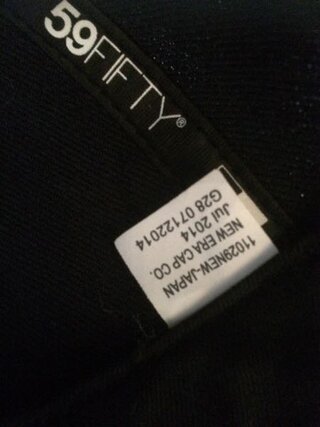 59FIFTY®
11029NEW-JAPAN
NEW ERA CAP CO.
Jul 2014
G28 07122014